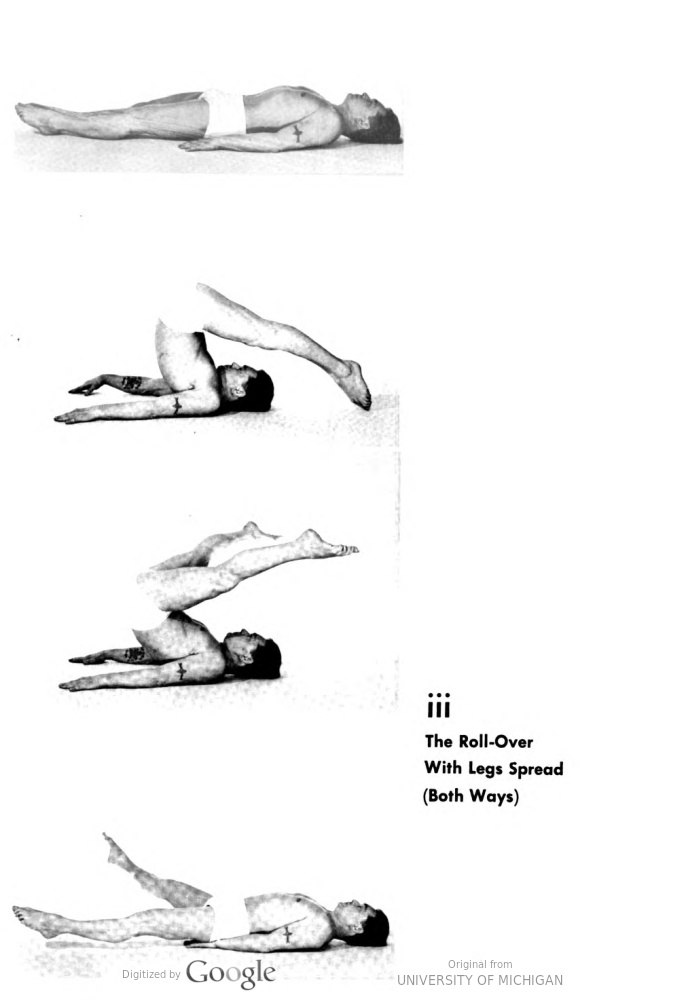 iii
The Roll-Over
With Legs Spread
(Both Ways)
Digitized by Google
Original from
UNIVERSITY OF MICHIGAN